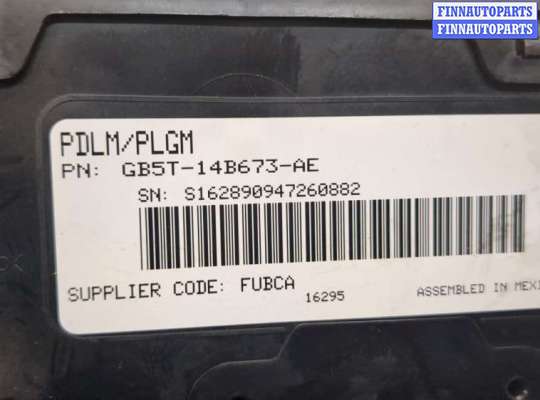 FINNAUTOPARTS
FINNAUTOPARTS
PDLM/PLGM
PN: GB5T-14B673-AE
SN: S162890947260882
SUPPLIER CODE: FUBCA
16295
ASSEMBLED IN MEXI